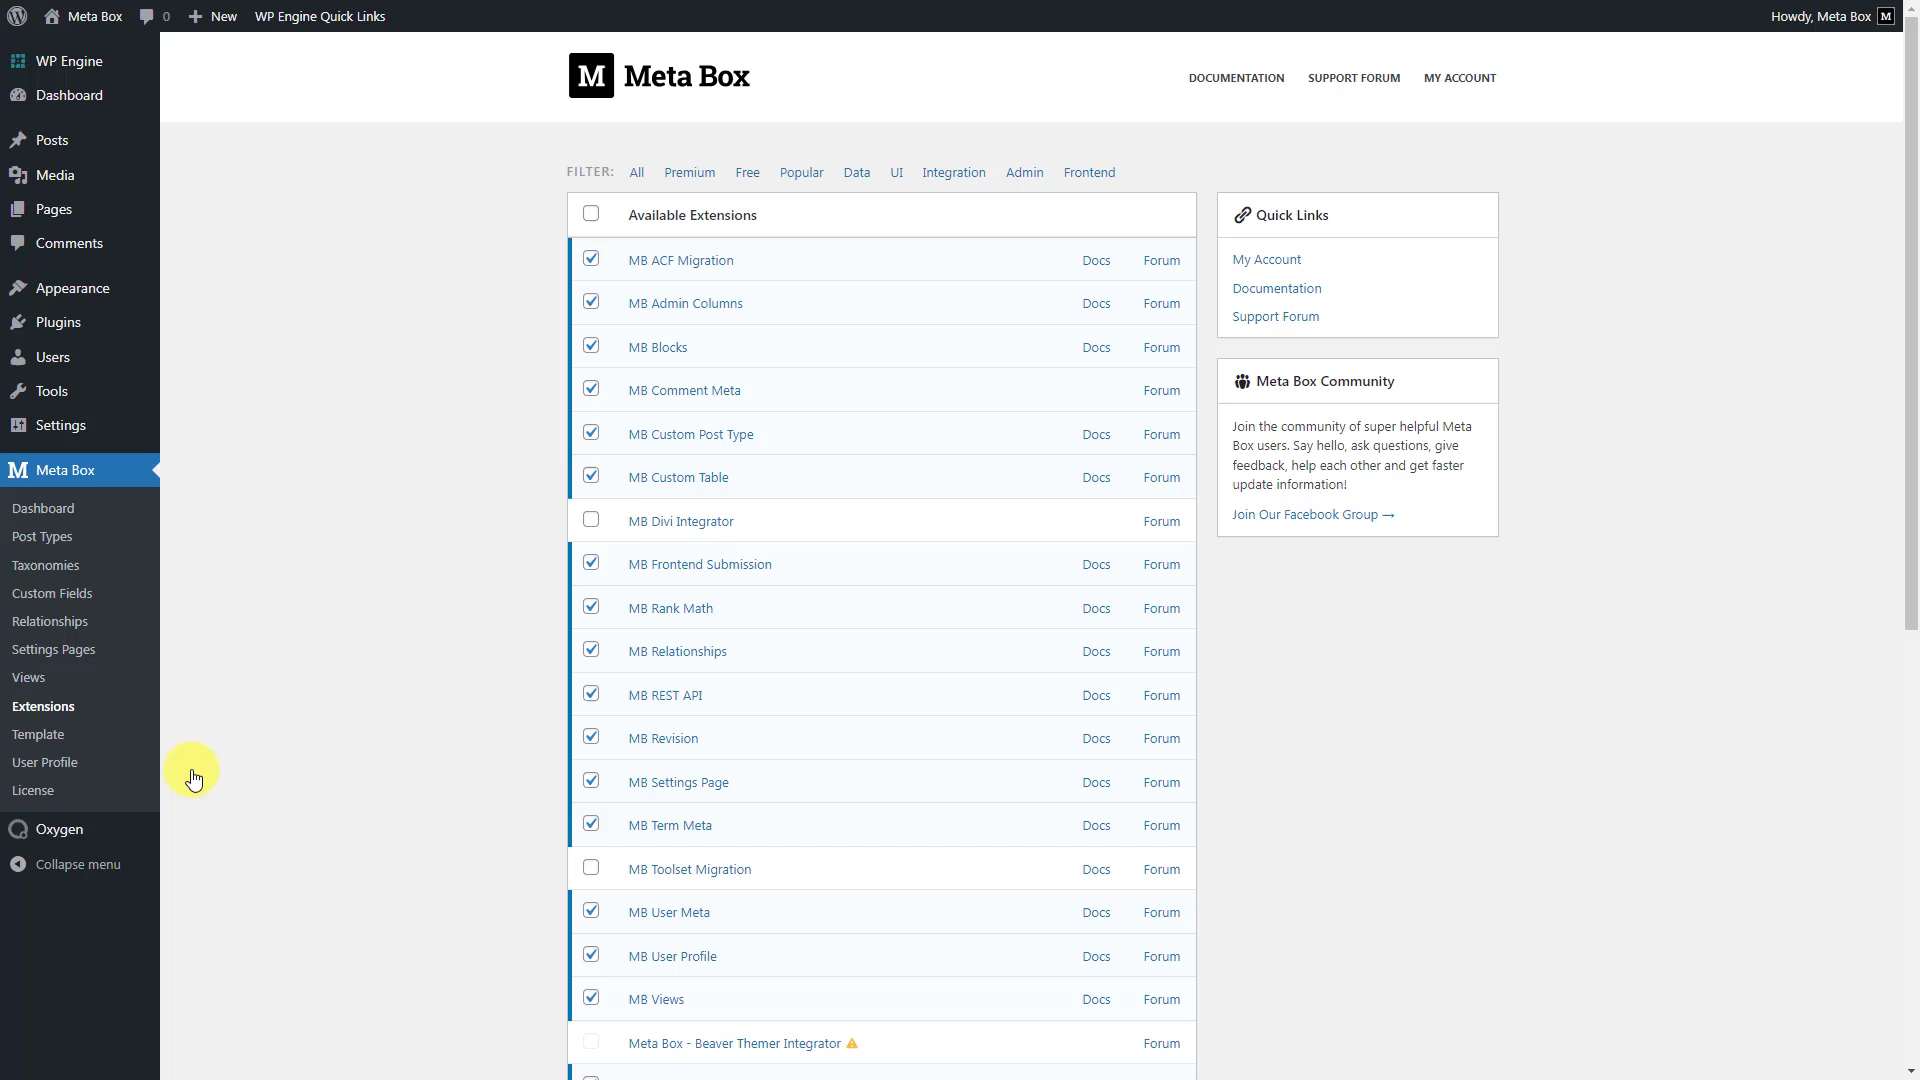 Meta Box
0
New
WP Engine Quick Links
Howdy, Meta Box
M
WP Engine
Dashboard
Posts
Media
Pages
Comments
Appearance
Plugins
Users
Tools
Settings
M Meta Box
Dashboard
Post Types
Taxonomies
Custom Fields
Relationships
Settings Pages
Views
Extensions
Template
User Profile
License
Oxygen
Collapse menu
M Meta Box
DOCUMENTATION
SUPPORT FORUM
MY ACCOUNT
FILTER: All Premium Free Popular Data UI Integration Admin Frontend
Available Extensions
MB ACF Migration Docs Forum
MB Admin Columns Docs Forum
MB Blocks Docs Forum
MB Comment Meta Forum
MB Custom Post Type Docs Forum
MB Custom Table Docs Forum
MB Divi Integrator Forum
MB Frontend Submission Docs Forum
MB Rank Math Docs Forum
MB Relationships Docs Forum
MB REST API Docs Forum
MB Revision Docs Forum
MB Settings Page Docs Forum
MB Term Meta Docs Forum
MB Toolset Migration Docs Forum
MB User Meta Docs Forum
MB User Profile Docs Forum
MB Views Docs Forum
Meta Box - Beaver Themer Integrator Forum
Quick Links
My Account
Documentation
Support Forum
Meta Box Community
Join the community of super helpful Meta
Box users. Say hello, ask questions, give
feedback, help each other and get faster
update information!
Join Our Facebook Group →